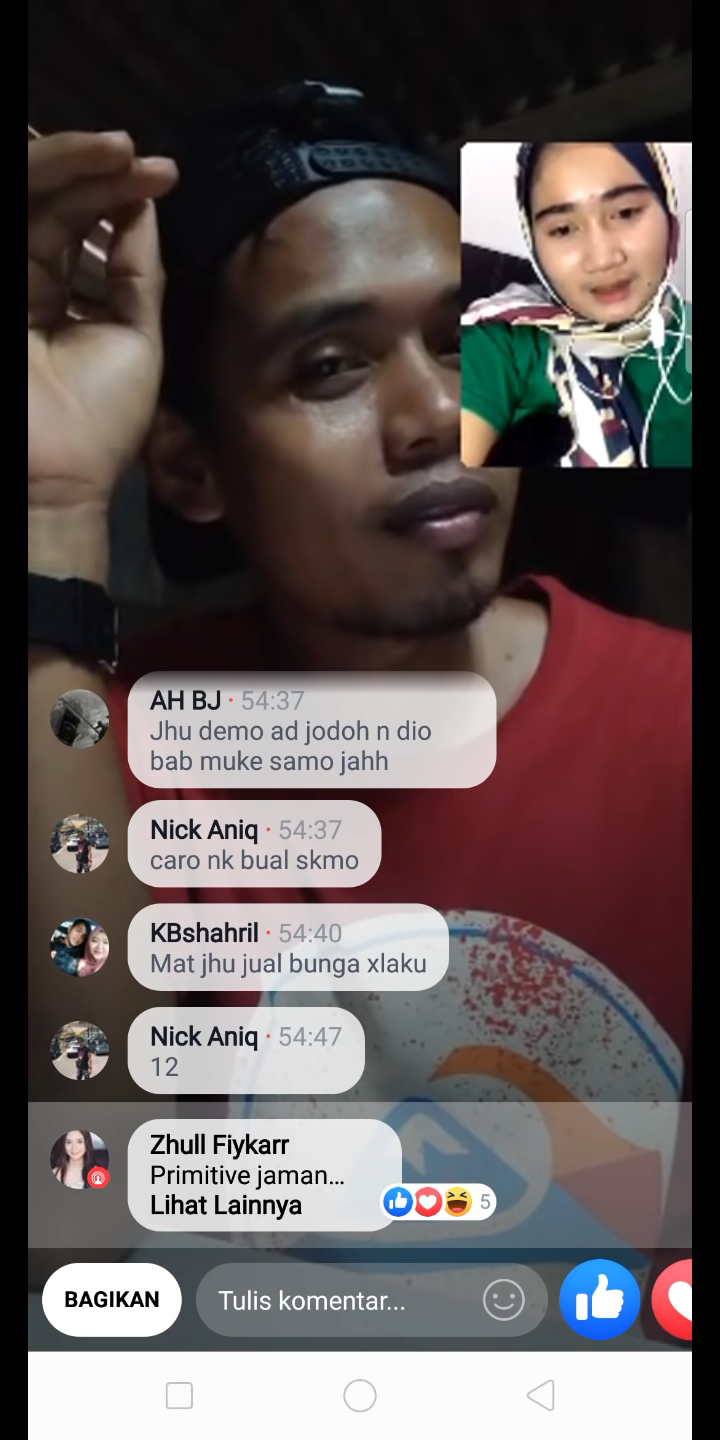 AH BJ · 54:37
Jhu demo ad jodoh n dio
bab muke samo jahh
Nick Aniq · 54:37
caro nk bual skmo
KBshahril · 54:40
Mat jhu jual bunga xlaku
Nick Aniq · 54:47
12
Zhull Fiykarr
Primitive jaman...
Lihat Lainnya
5
BAGIKAN
Tulis komentar...